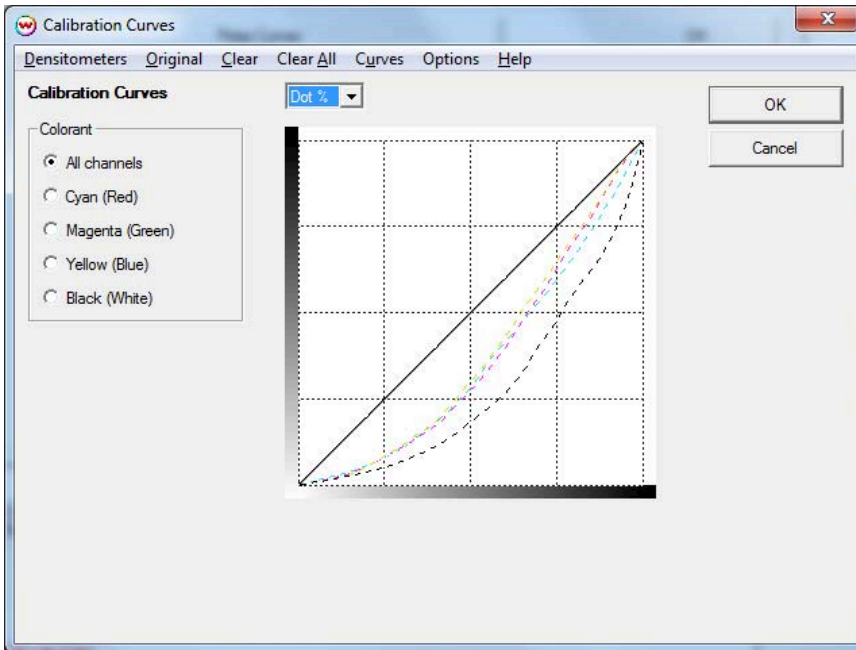 Calibration Curves
Densitometers Original Clear Clear All Curves Options Help
Calibration Curves
Dot %
OK
Cancel
Colorant
All channels
Cyan (Red)
Magenta (Green)
Yellow (Blue)
Black (White)